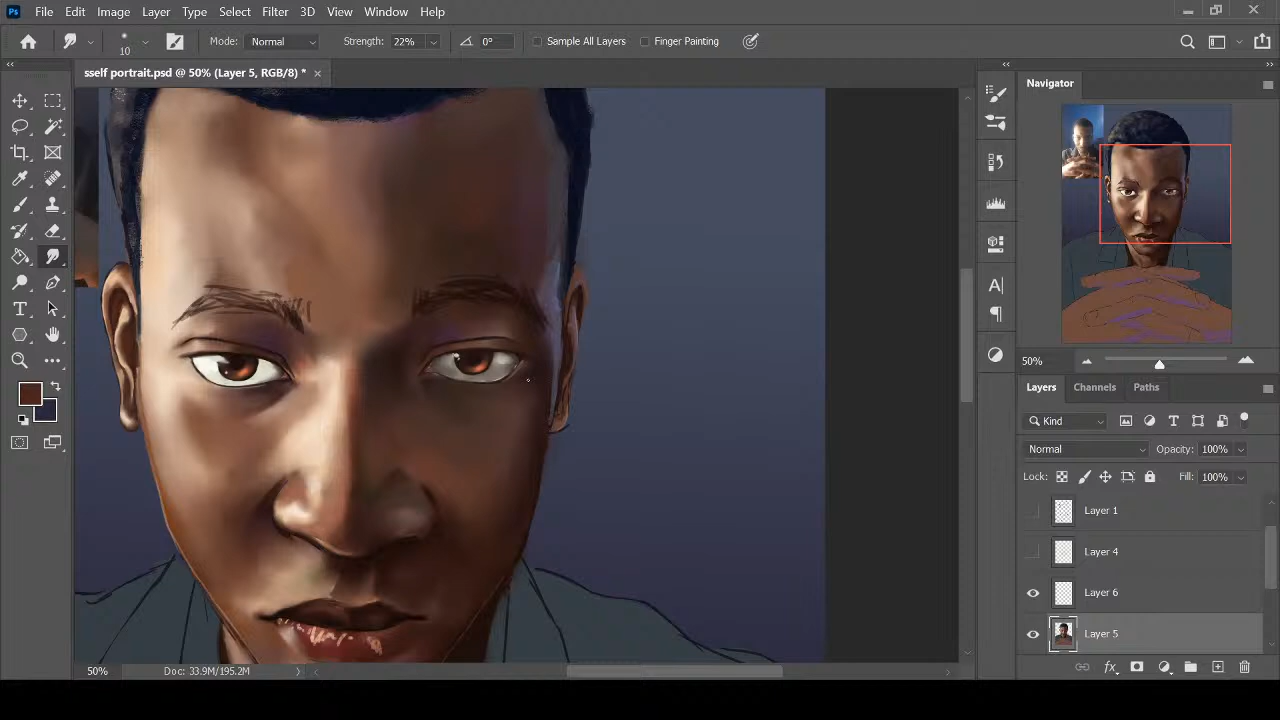 Ps File Edit Image Layer Type Select Filter 3D View Window Help
10 Mode: Normal Strength: 22% 0° Sample All Layers Finger Painting
sself portrait.psd @ 50% (Layer 5, RGB/8) *
Navigator
50%
Layers Channels Paths
Kind
Normal Opacity: 100%
Lock: Fill: 100%
Layer 1
Layer 4
Layer 6
Layer 5
50% Doc: 33.9M/195.2M